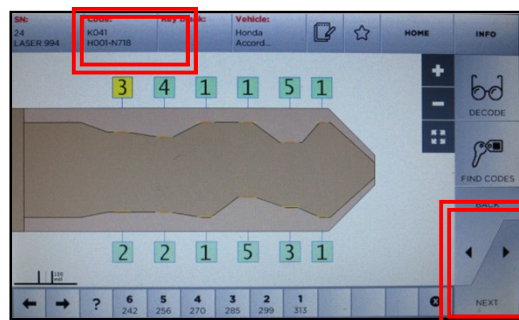 SN:
24
LASER 994
Code:
K041
H001-N718
Key blank:
Vehicle:
Honda
Accord...
HOME
INFO
3 4 1 1 5 1
DECODE
FIND CODES
BACK
2 2 1 5 3 1
NEXT
? 6 5 4 3 2 1
242 256 270 285 299 313